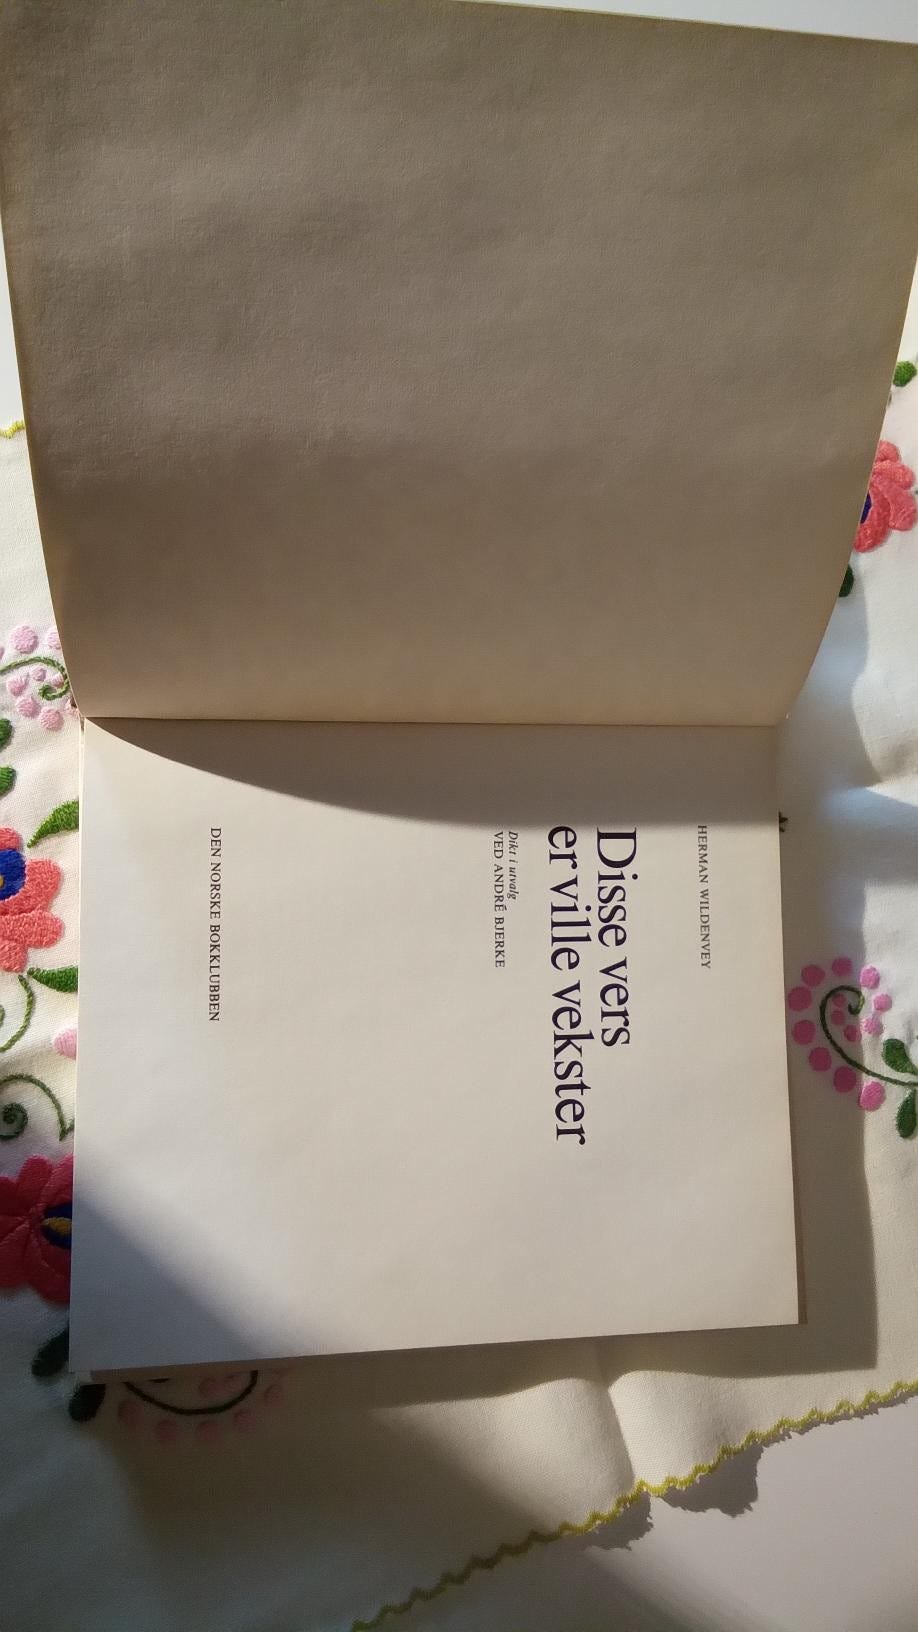 HERMAN WILDENVEY
Disse vers
er ville vekster
Dikt i utvalg
VED ANDRÉ BJERKE
DEN NORSKE BOKKLUBBEN